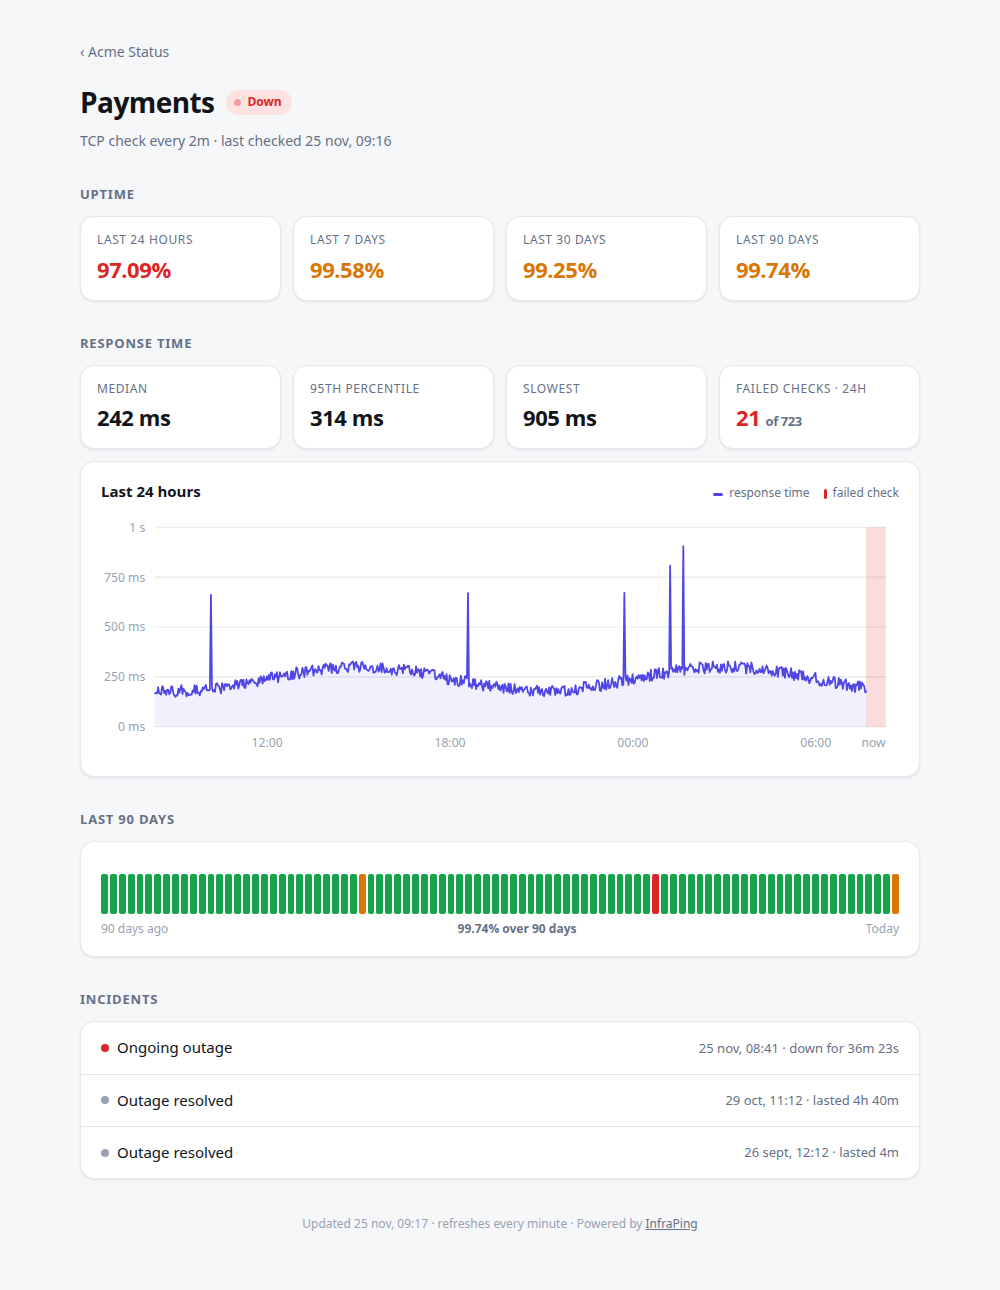 ‹ Acme Status
Payments Down
TCP check every 2m · last checked 25 nov, 09:16
UPTIME
LAST 24 HOURS LAST 7 DAYS LAST 30 DAYS LAST 90 DAYS
97.09% 99.58% 99.25% 99.74%
RESPONSE TIME
MEDIAN 95TH PERCENTILE SLOWEST FAILED CHECKS · 24H
242 ms 314 ms 905 ms 21 of 723
Last 24 hours response time failed check
1 s
750 ms
500 ms
250 ms
0 ms
12:00 18:00 00:00 06:00 now
LAST 90 DAYS
90 days ago 99.74% over 90 days Today
INCIDENTS
Ongoing outage 25 nov, 08:41 · down for 36m 23s
Outage resolved 29 oct, 11:12 · lasted 4h 40m
Outage resolved 26 sept, 12:12 · lasted 4m
Updated 25 nov, 09:17 · refreshes every minute · Powered by InfraPing